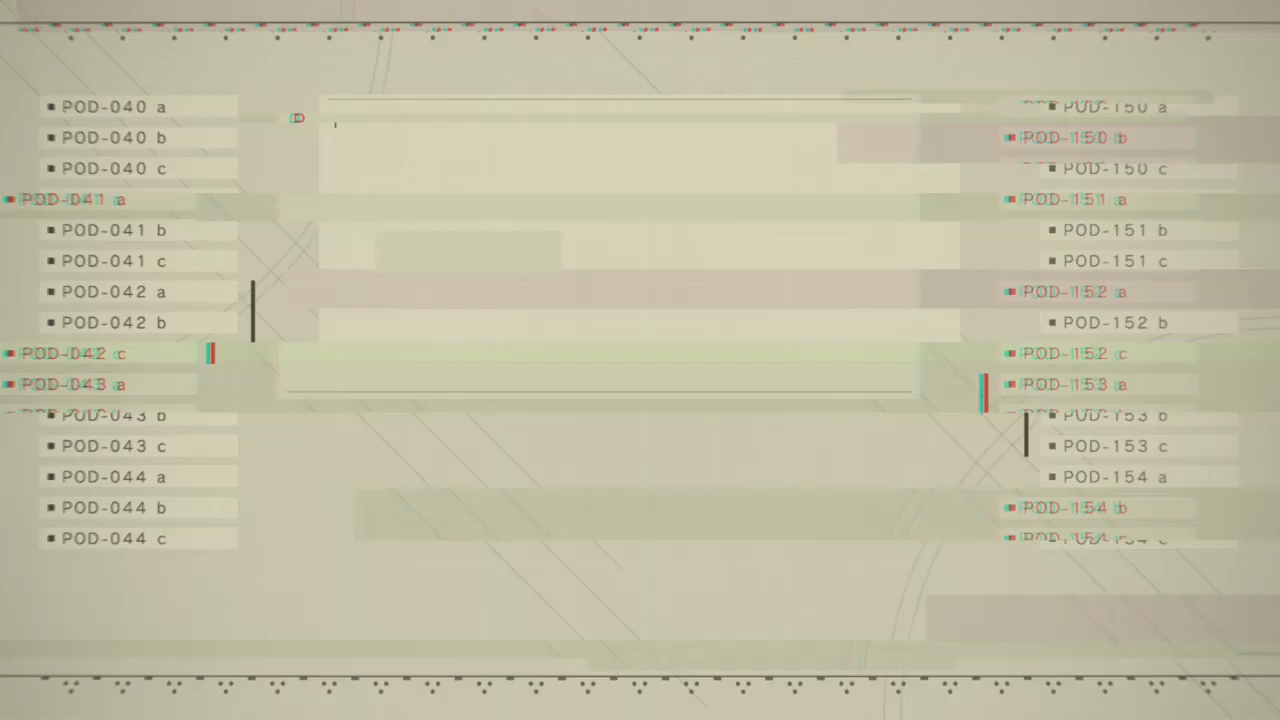 POD-040 a
POD-040 b
POD-040 c
POD-041 a
POD-041 b
POD-041 c
POD-042 a
POD-042 b
POD-042 c
POD-043 a
POD-043 b
POD-043 c
POD-044 a
POD-044 b
POD-044 c
POD-150 a
POD-150 b
POD-150 c
POD-151 a
POD-151 b
POD-151 c
POD-152 a
POD-152 b
POD-152 c
POD-153 a
POD-153 b
POD-153 c
POD-154 a
POD-154 b
POD-154 c